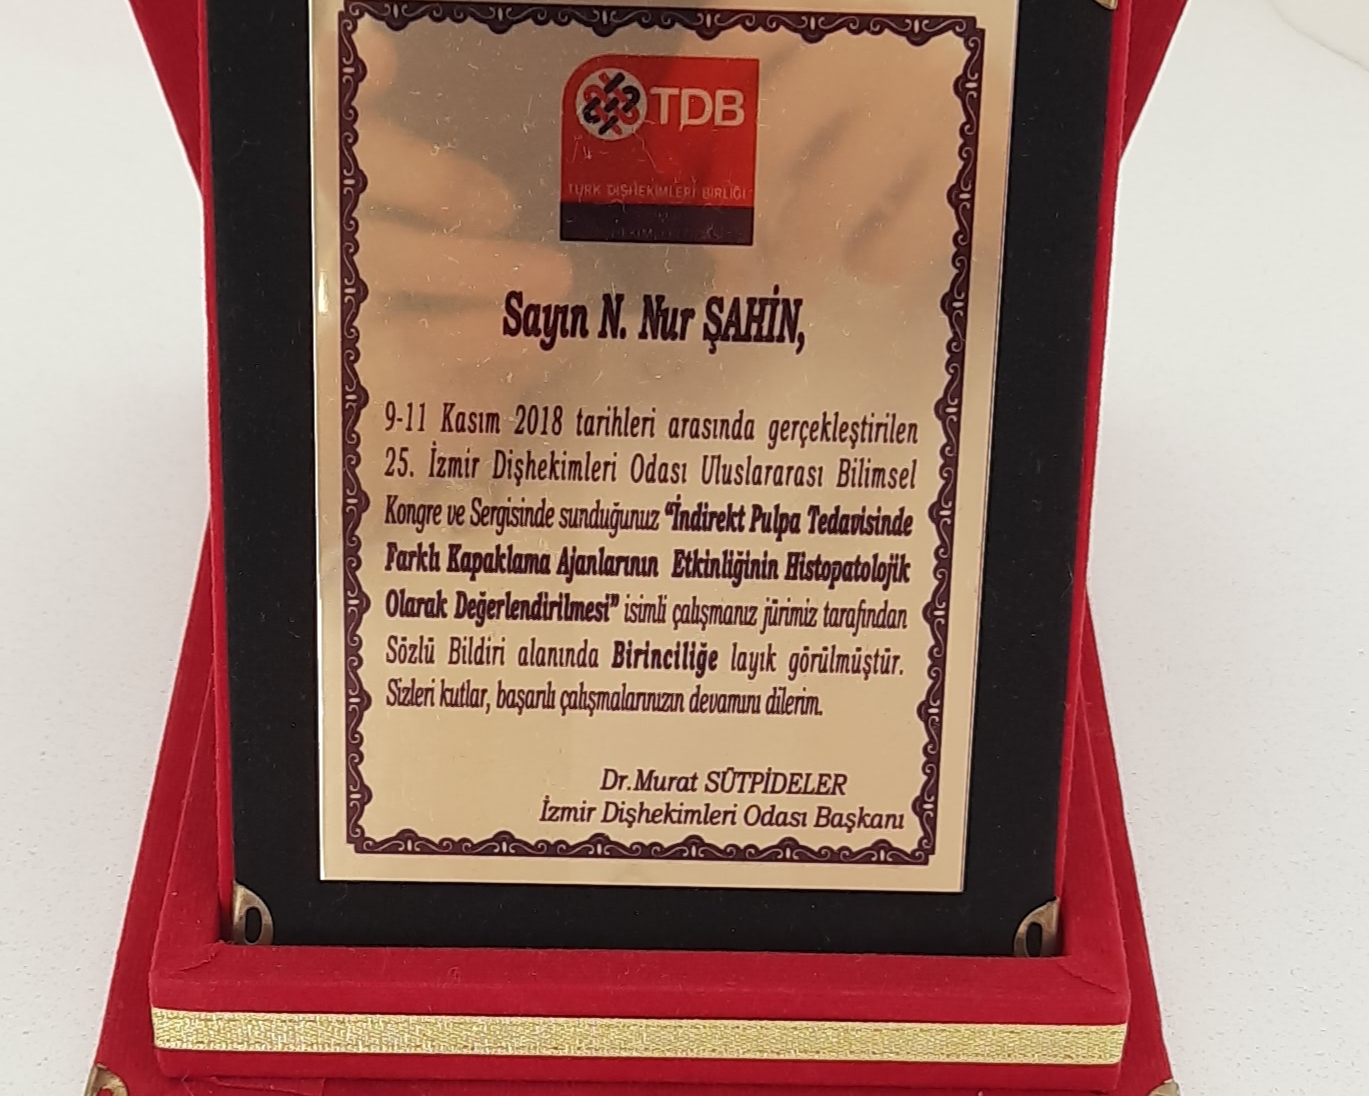 TDB
TÜRK DİŞHEKİMLERİ BİRLİĞİ
Sayın N. Nur ŞAHİN,
9-11 Kasım 2018 tarihleri arasında gerçekleştirilen
25. İzmir Dişhekimleri Odası Uluslararası Bilimsel
Kongre ve Sergisinde sunduğunuz “İndirekt Pulpa Tedavisinde
Farklı Kapaklama Ajanlarının Etkinliğinin Histopatolojik
Olarak Değerlendirilmesi” isimli çalışmanız jürimiz tarafından
Sözlü Bildiri alanında Birinciliğe layık görülmüştür.
Sizleri kutlar, başarılı çalışmalarınızın devamını dilerim.
Dr.Murat SÜTPİDELER
İzmir Dişhekimleri Odası Başkanı